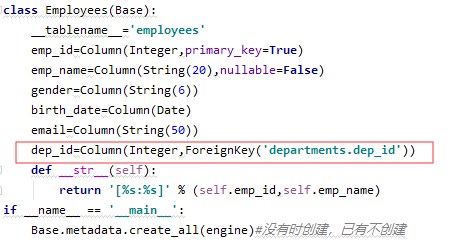 class Employees(Base):
    __tablename__='employees'
    emp_id=Column(Integer,primary_key=True)
    emp_name=Column(String(20),nullable=False)
    gender=Column(String(6))
    birth_date=Column(Date)
    email=Column(String(50))
    dep_id=Column(Integer,ForeignKey('departments.dep_id'))
    def __str__(self):
        return '[%s:%s]' % (self.emp_id,self.emp_name)
if __name__ == '__main__':
    Base.metadata.create_all(engine)#没有时创建，已有不创建